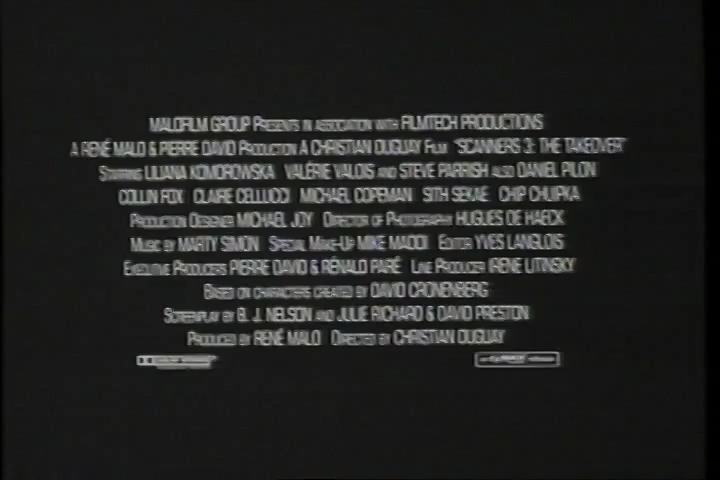 MALOFILM GROUP PRESENTS IN ASSOCIATION WITH FILMTECH PRODUCTIONS
A RENÉ MALO & PIERRE DAVID PRODUCTION A CHRISTIAN DUGUAY FILM "SCANNERS 3: THE TAKEOVER"
STARRING LILIANA KOMOROWSKA VALÉRIE VALOIS AND STEVE PARRISH ALSO DANIEL PILON
COLLIN FOX CLAIRE CELLUCCI MICHAEL COPEMAN SITH SEKAE CHIP CHUIPKA
PRODUCTION DESIGNER MICHAEL JOY DIRECTOR OF PHOTOGRAPHY HUGUES DE HAECK
MUSIC BY MARTY SIMON SPECIAL MAKE-UP MIKE MADDI EDITOR YVES LANGLOIS
EXECUTIVE PRODUCERS PIERRE DAVID & RÉNALD PARÉ LINE PRODUCER IRENE LITINSKY
BASED ON CHARACTERS CREATED BY DAVID CRONENBERG
SCREENPLAY BY B. J. NELSON AND JULIE RICHARD & DAVID PRESTON
PRODUCED BY RENÉ MALO DIRECTED BY CHRISTIAN DUGUAY